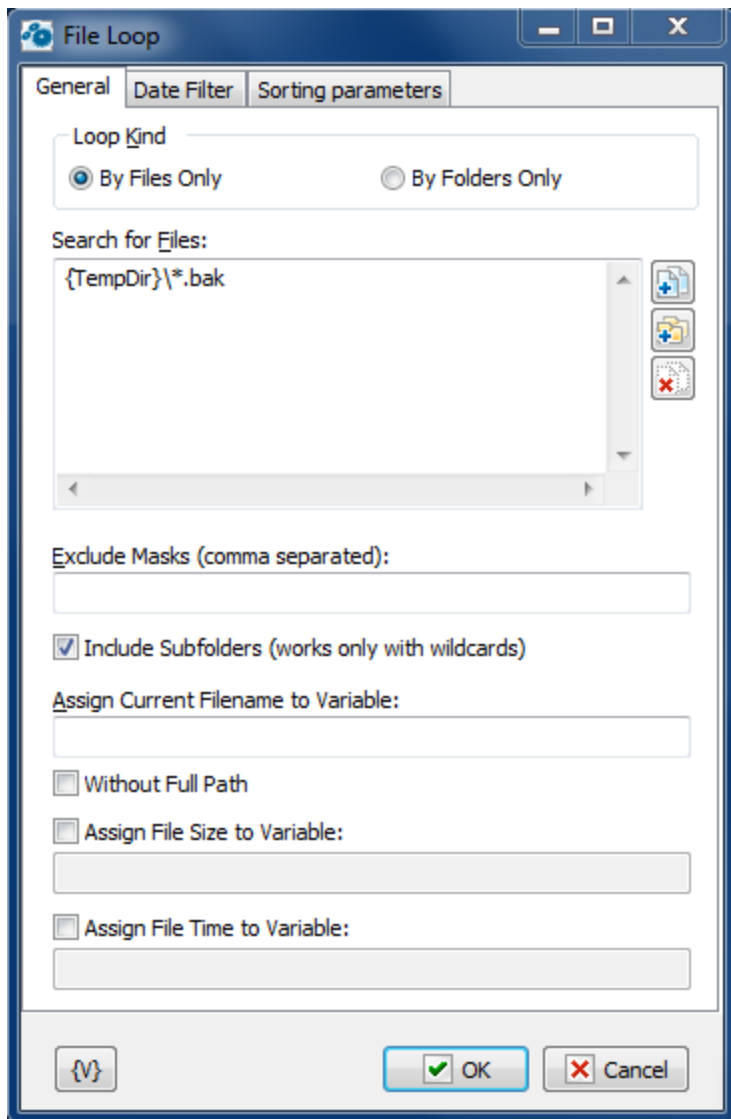 File Loop
General Date Filter Sorting parameters
Loop Kind
By Files Only By Folders Only
Search for Files:
{TempDir}\*.bak
Exclude Masks (comma separated):
Include Subfolders (works only with wildcards)
Assign Current Filename to Variable:
Without Full Path
Assign File Size to Variable:
Assign File Time to Variable:
{V} OK Cancel